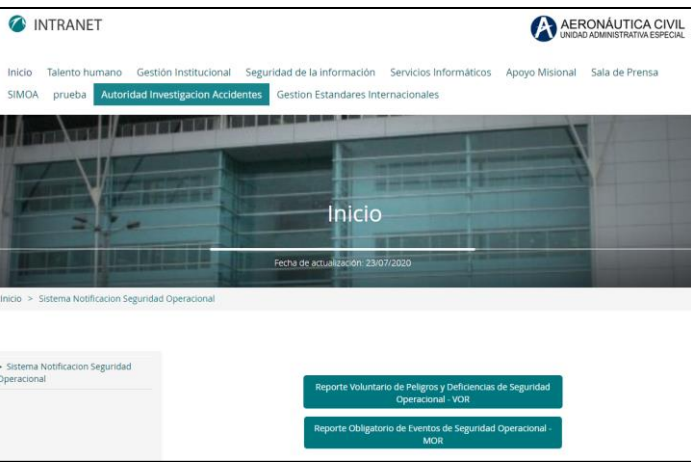 INTRANET
AERONÁUTICA CIVIL
UNIDAD ADMINISTRATIVA ESPECIAL
Inicio Talento humano Gestión Institucional Seguridad de la información Servicios Informáticos Apoyo Misional Sala de Prensa
SIMOA prueba Autoridad Investigacion Accidentes Gestion Estandares Internacionales
Inicio
Fecha de actualización: 23/07/2020
Inicio > Sistema Notificacion Seguridad Operacional
Sistema Notificacion Seguridad
Operacional
Reporte Voluntario de Peligros y Deficiencias de Seguridad
Operacional - VOR
Reporte Obligatorio de Eventos de Seguridad Operacional -
MOR